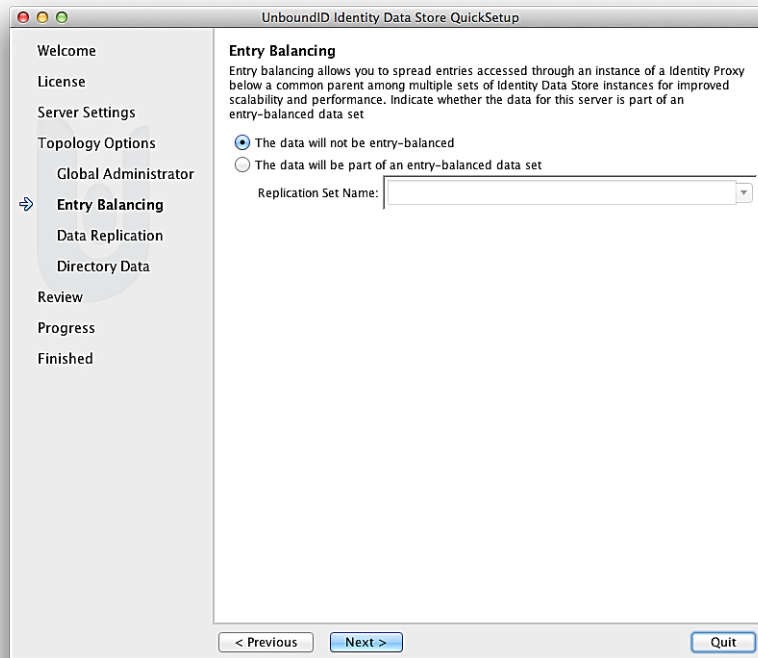 UnboundID Identity Data Store QuickSetup
Welcome
License
Server Settings
Topology Options
Global Administrator
Entry Balancing
Data Replication
Directory Data
Review
Progress
Finished
Entry Balancing
Entry balancing allows you to spread entries accessed through an instance of a Identity Proxy
below a common parent among multiple sets of Identity Data Store instances for improved
scalability and performance. Indicate whether the data for this server is part of an
entry-balanced data set
The data will not be entry-balanced
The data will be part of an entry-balanced data set
Replication Set Name:
< Previous
Next >
Quit